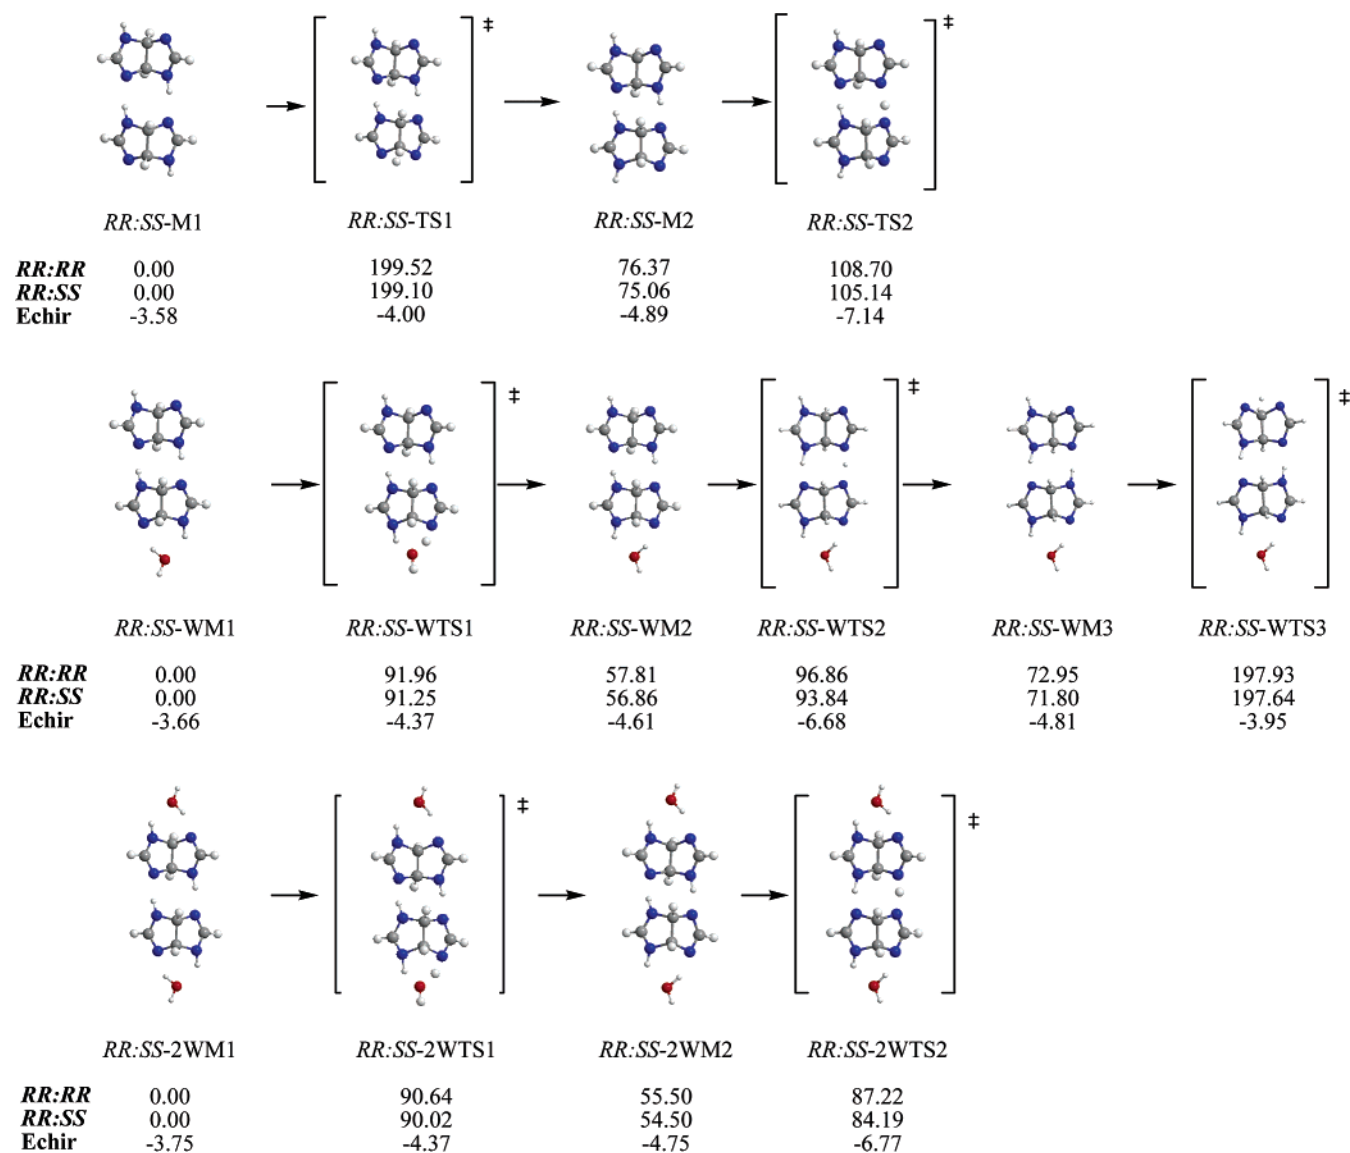 ‡ ‡
RR:SS-M1 RR:SS-TS1 RR:SS-M2 RR:SS-TS2
RR:RR 0.00 199.52 76.37 108.70
RR:SS 0.00 199.10 75.06 105.14
Echir -3.58 -4.00 -4.89 -7.14
‡ ‡ ‡
RR:SS-WM1 RR:SS-WTS1 RR:SS-WM2 RR:SS-WTS2 RR:SS-WM3 RR:SS-WTS3
RR:RR 0.00 91.96 57.81 96.86 72.95 197.93
RR:SS 0.00 91.25 56.86 93.84 71.80 197.64
Echir -3.66 -4.37 -4.61 -6.68 -4.81 -3.95
‡ ‡
RR:SS-2WM1 RR:SS-2WTS1 RR:SS-2WM2 RR:SS-2WTS2
RR:RR 0.00 90.64 55.50 87.22
RR:SS 0.00 90.02 54.50 84.19
Echir -3.75 -4.37 -4.75 -6.77